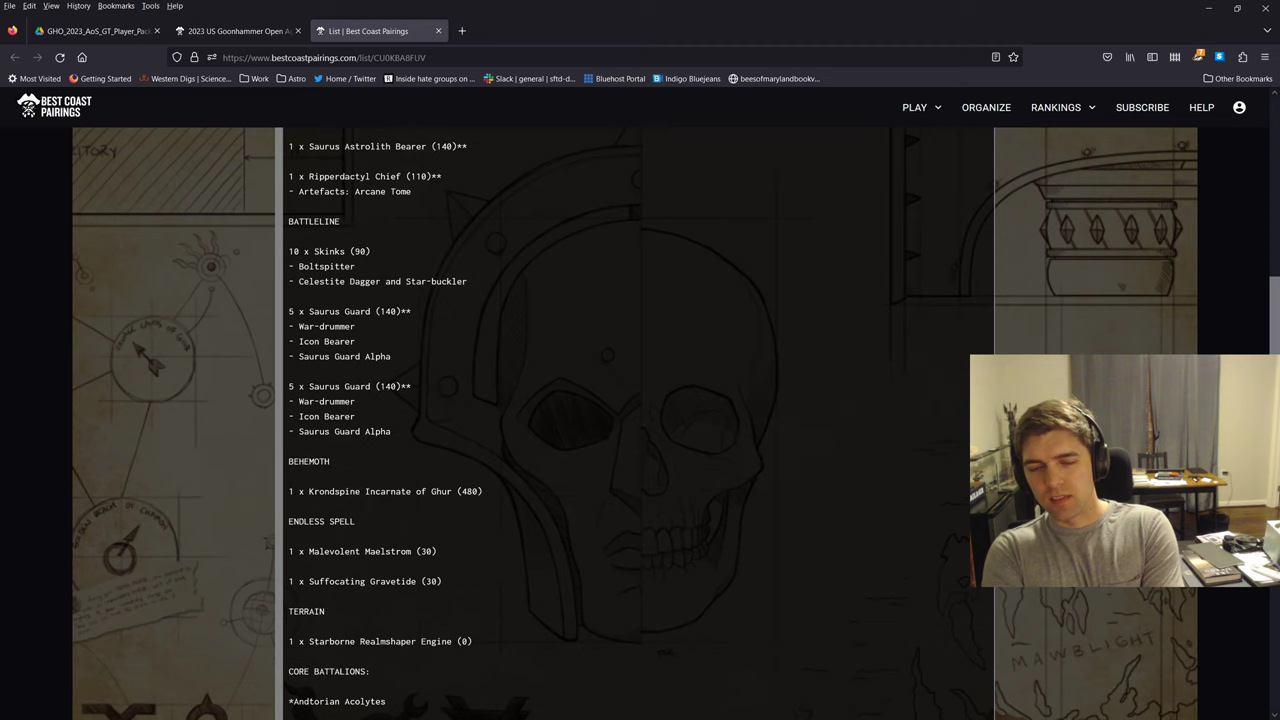 File Edit View History Bookmarks Tools Help
GHO_2023_AoS_GT_Player_Pack
2023 US Goonhammer Open A
List | Best Coast Pairings
https://www.bestcoastpairings.com/list/CU0KBA8FUV
Most Visited Getting Started Western Digs | Science... Work Astro Home / Twitter Inside hate groups on ... Slack | general | sftd-d... Bluehost Portal Indigo Bluejeans beesofmarylandbookv... Other Bookmarks
BEST COAST
PAIRINGS
PLAY ORGANIZE RANKINGS SUBSCRIBE HELP
1 x Saurus Astrolith Bearer (140)**
1 x Ripperdactyl Chief (110)**
- Artefacts: Arcane Tome
BATTLELINE
10 x Skinks (90)
- Boltspitter
- Celestite Dagger and Star-buckler
5 x Saurus Guard (140)**
- War-drummer
- Icon Bearer
- Saurus Guard Alpha
5 x Saurus Guard (140)**
- War-drummer
- Icon Bearer
- Saurus Guard Alpha
BEHEMOTH
1 x Krondspine Incarnate of Ghur (480)
ENDLESS SPELL
1 x Malevolent Maelstrom (30)
1 x Suffocating Gravetide (30)
TERRAIN
1 x Starborne Realmshaper Engine (0)
CORE BATTALIONS:
*Andtorian Acolytes
MAWBLIGHT